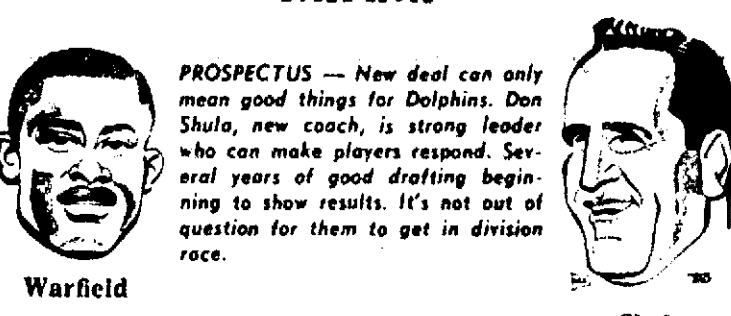 PROSPECTUS — New deal can only
mean good things for Dolphins. Don
Shula, new coach, is strong leader
who can make players respond. Sev-
eral years of good drafting begin-
ning to show results. It's not out of
question for them to get in division
race.
Warfield